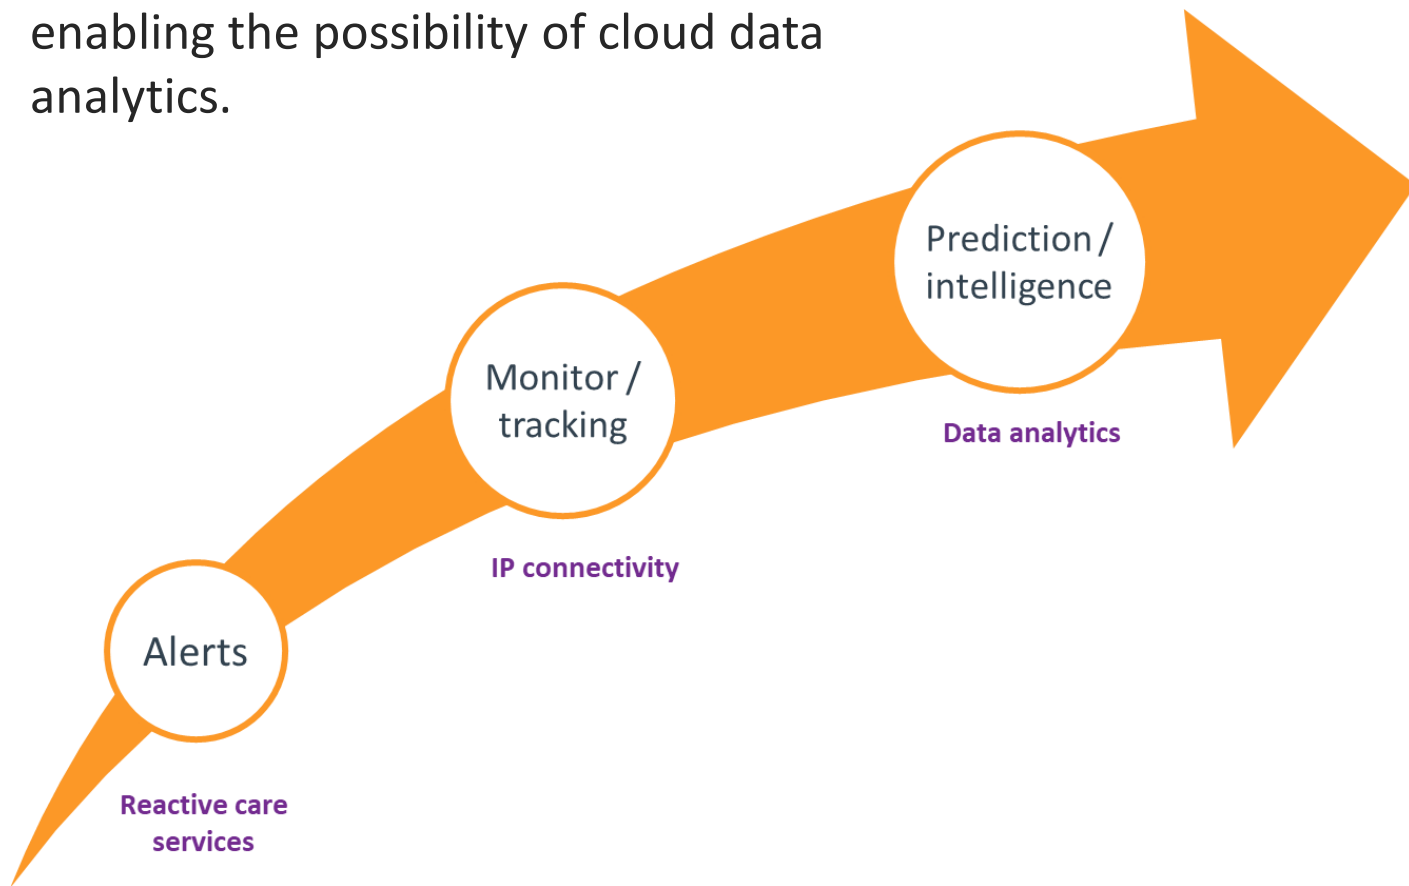 enabling the possibility of cloud data
analytics.
Prediction /
intelligence
Monitor /
tracking
Data analytics
IP connectivity
Alerts
Reactive care
services